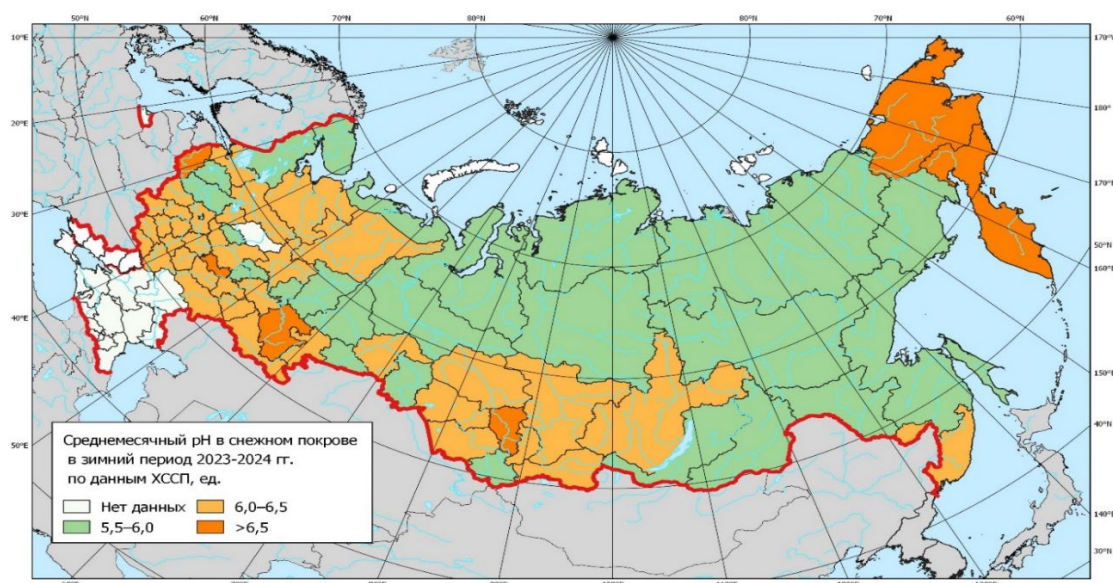 50°N 60°N 70°N 80°N 80°N 70°N 60°N
10°E 170°W
20°E 180°
170°E
30°E 160°E
40°E 150°E
50°E 40°N
Среднемесячный pH в снежном покрове
в зимний период 2023-2024 гг.
по данным ХССП, ед.
Нет данных 6,0–6,5
5,5–6,0 >6,5
140°E
30°N